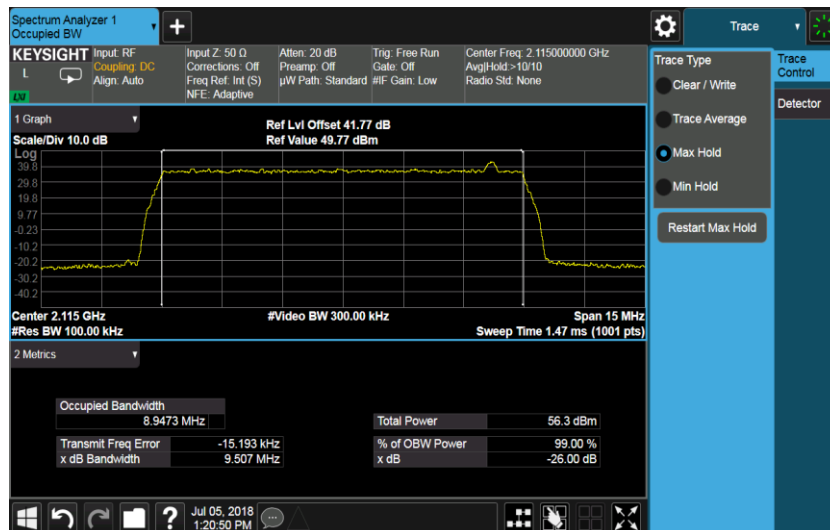 Spectrum Analyzer 1
Occupied BW
Trace
KEYSIGHT
L
Input: RF
Coupling: DC
Align: Auto
Input Z: 50 Ω
Corrections: Off
Freq Ref: Int (S)
NFE: Adaptive
Atten: 20 dB
Preamp: Off
µW Path: Standard
Trig: Free Run
Gate: Off
#IF Gain: Low
Center Freq: 2.115000000 GHz
Avg|Hold:>10/10
Radio Std: None
Trace Type
Clear / Write
Trace Average
Max Hold
Min Hold
Restart Max Hold
Trace
Control
Detector
1 Graph
Scale/Div 10.0 dB
Ref Lvl Offset 41.77 dB
Ref Value 49.77 dBm
Log
39.8
29.8
19.8
9.77
-0.23
-10.2
-20.2
-30.2
-40.2
Center 2.115 GHz
#Res BW 100.00 kHz
#Video BW 300.00 kHz
Span 15 MHz
Sweep Time 1.47 ms (1001 pts)
2 Metrics
Occupied Bandwidth
8.9473 MHz
Total Power 56.3 dBm
Transmit Freq Error -15.193 kHz
% of OBW Power 99.00 %
x dB Bandwidth 9.507 MHz
x dB -26.00 dB
Jul 05, 2018
1:20:50 PM